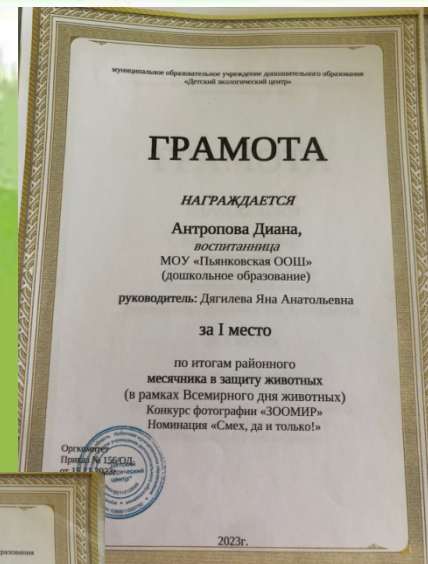 муниципальное образовательное учреждение дополнительного образования
«Детский экологический центр»
ГРАМОТА
НАГРАЖДАЕТСЯ
Антропова Диана,
воспитанница
МОУ «Пьянковская ООШ»
(дошкольное образование)
руководитель: Дягилева Яна Анатольевна
за I место
по итогам районного
месячника в защиту животных
(в рамках Всемирного дня животных)
Конкурс фотографии «ЗООМИР»
Номинация «Смех, да и только!»
Оргкомитет
Приказ № 156/ОД
от
центр"
2023г.